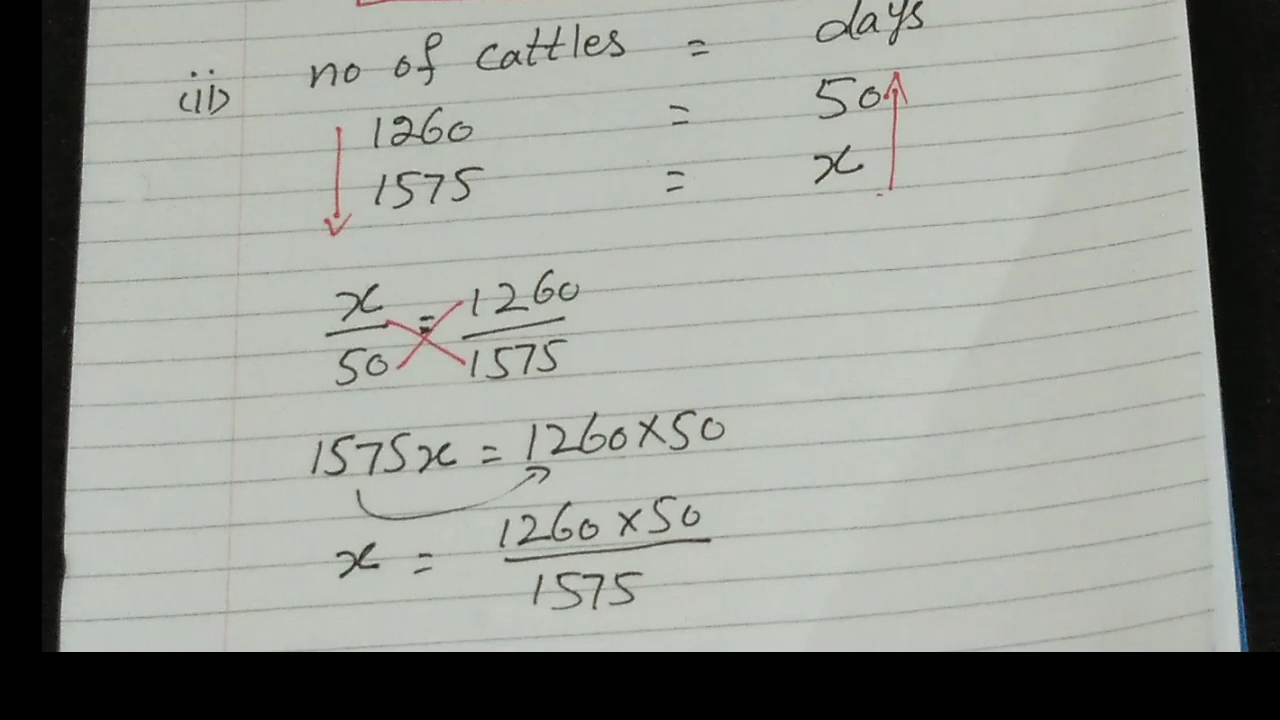 (ii) no of cattles = days
1260 = 50
1575 = x
x/50 = 1260/1575
1575x = 1260×50
x = 1260×50/1575